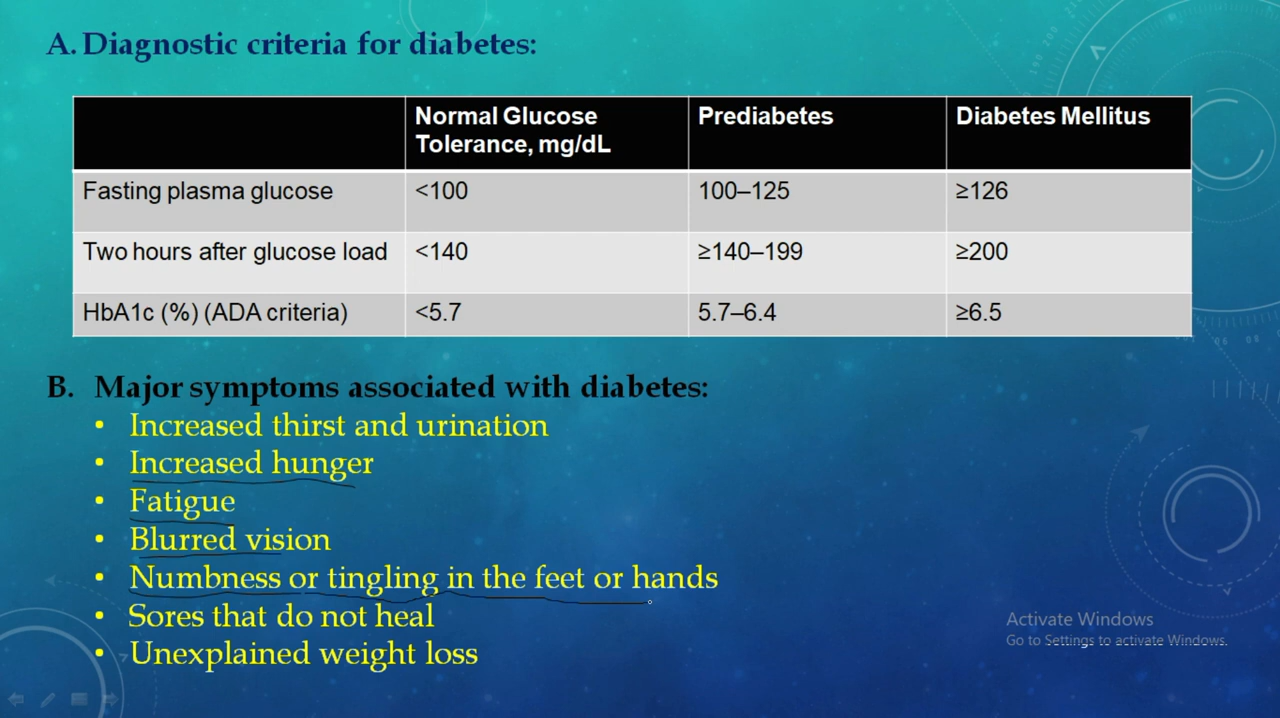 A. Diagnostic criteria for diabetes:
Normal Glucose Tolerance, mg/dL Prediabetes Diabetes Mellitus
Fasting plasma glucose <100 100–125 ≥126
Two hours after glucose load <140 ≥140–199 ≥200
HbA1c (%) (ADA criteria) <5.7 5.7–6.4 ≥6.5
B. Major symptoms associated with diabetes:
• Increased thirst and urination
• Increased hunger
• Fatigue
• Blurred vision
• Numbness or tingling in the feet or hands
• Sores that do not heal
• Unexplained weight loss
Activate Windows
Go to Settings to activate Windows.